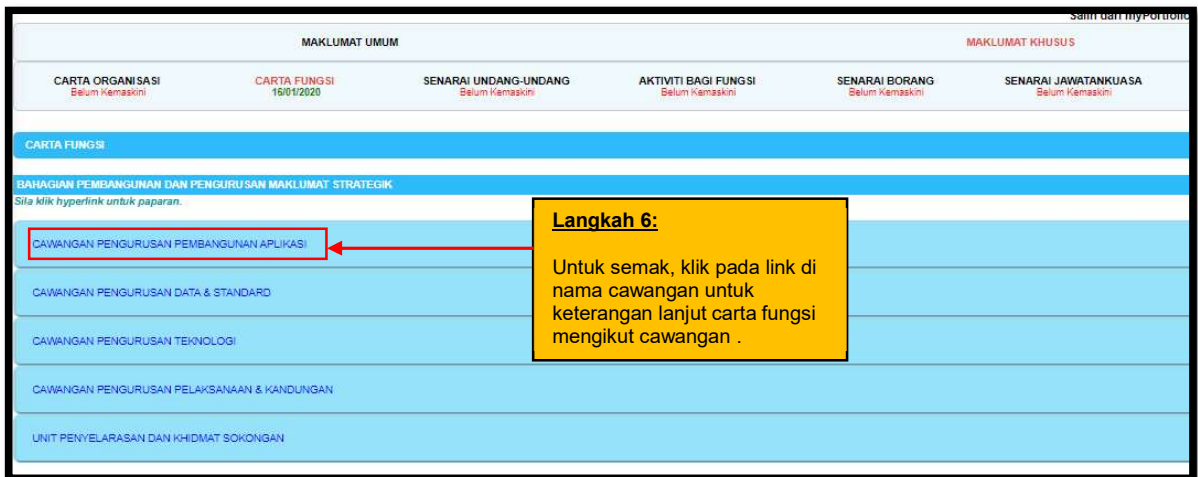 Salin dari myPortfolio
MAKLUMAT UMUM
MAKLUMAT KHUSUS
CARTA ORGANISASI
Belum Kemaskini
CARTA FUNGSI
16/01/2020
SENARAI UNDANG-UNDANG
Belum Kemaskini
AKTIVITI BAGI FUNGSI
Belum Kemaskini
SENARAI BORANG
Belum Kemaskini
SENARAI JAWATANKUASA
Belum Kemaskini
CARTA FUNGSI
BAHAGIAN PEMBANGUNAN DAN PENGURUSAN MAKLUMAT STRATEGIK
Sila klik hyperlink untuk paparan.
CAWANGAN PENGURUSAN PEMBANGUNAN APLIKASI
CAWANGAN PENGURUSAN DATA & STANDARD
CAWANGAN PENGURUSAN TEKNOLOGI
CAWANGAN PENGURUSAN PELAKSANAAN & KANDUNGAN
UNIT PENYELARASAN DAN KHIDMAT SOKONGAN
Langkah 6:
Untuk semak, klik pada link di
nama cawangan untuk
keterangan lanjut carta fungsi
mengikut cawangan .